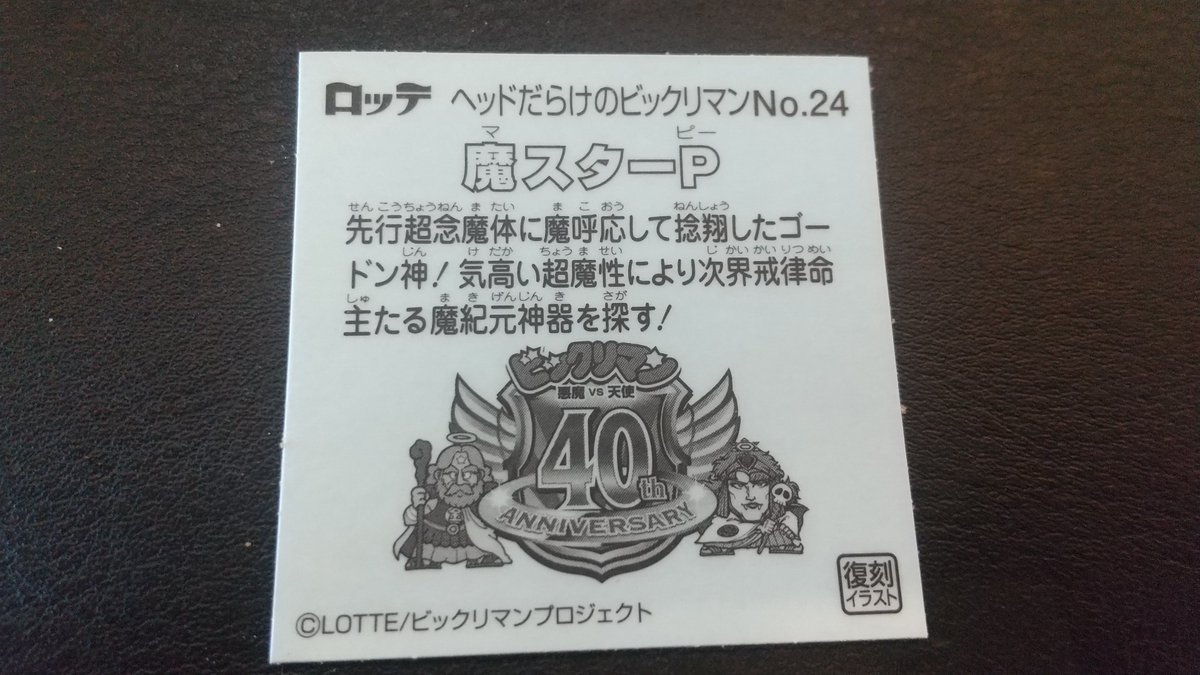 ロッテ ヘッドだらけのビックリマンNo.24
マ ピー
魔スターP
せんこうちょうねん ま たい ま こ おう ねんしょう
先行超念魔体に魔呼応して捻翔したゴー
じん け だか ちょう ま せい じ かい かい りつ めい
ドン神！気高い超魔性により次界戒律命
しゅ ま き げんじん き さが
主たる魔紀元神器を探す！
ビックリマン
悪魔 VS 天使
40th
ANNIVERSARY
©LOTTE/ビックリマンプロジェクト
復刻
イラスト